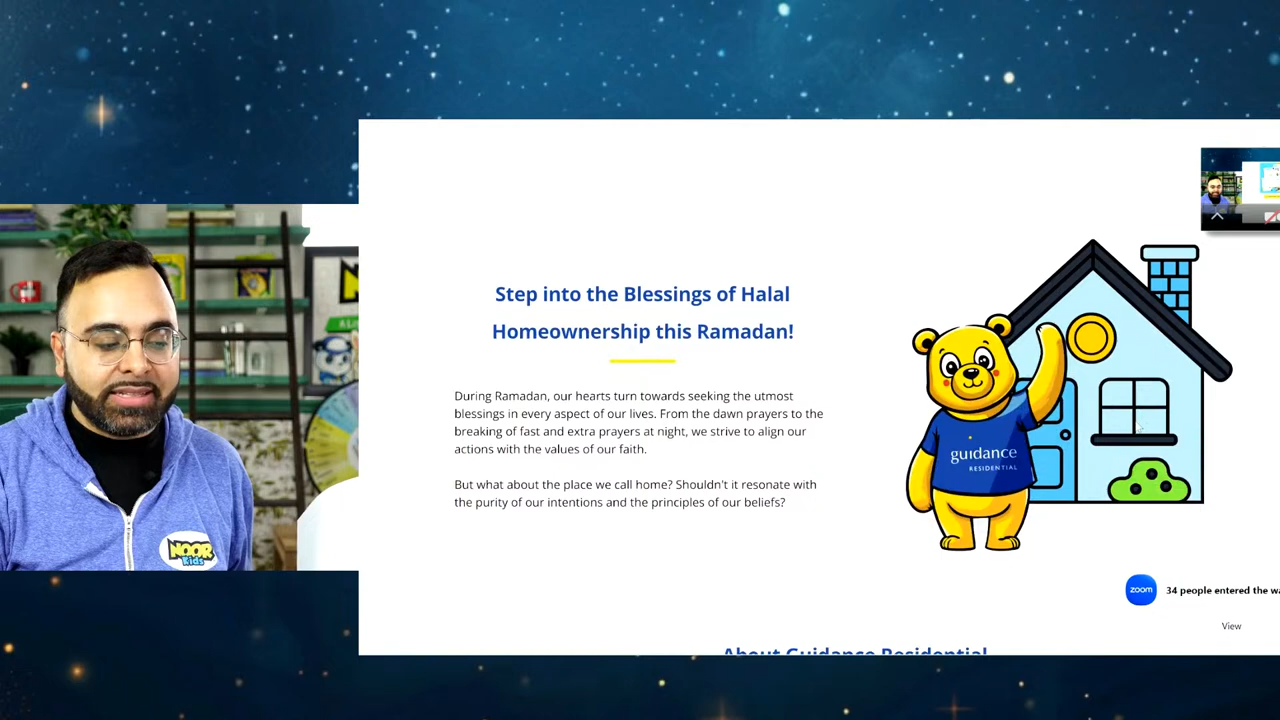 Step into the Blessings of Halal
Homeownership this Ramadan!
During Ramadan, our hearts turn towards seeking the utmost
blessings in every aspect of our lives. From the dawn prayers to the
breaking of fast and extra prayers at night, we strive to align our
actions with the values of our faith.
But what about the place we call home? Shouldn't it resonate with
the purity of our intentions and the principles of our beliefs?
guidance
RESIDENTIAL
NOOR
Kids
zoom
34 people entered the wa
View
About Guidance Residential